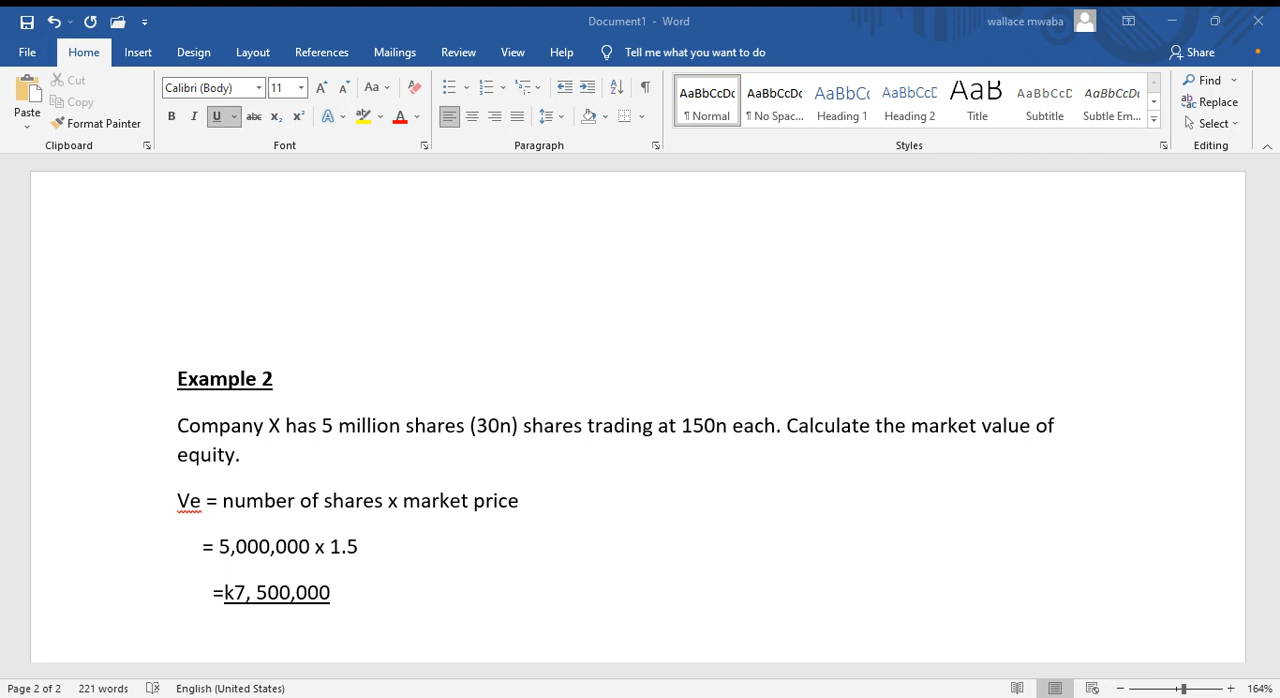 Document1 - Word
wallace mwaba
File Home Insert Design Layout References Mailings Review View Help Tell me what you want to do Share
Paste
Cut
Copy
Format Painter
Clipboard
Calibri (Body) 11
B I U abc x₂ x² A A
Font
Paragraph
AaBbCcDc AaBbCcDc AaBbC AaBbCcD AaB AaBbCcD AaBbCcDc
¶ Normal ¶ No Spac... Heading 1 Heading 2 Title Subtitle Subtle Em...
Styles
Find
Replace
Select
Editing
Example 2
Company X has 5 million shares (30n) shares trading at 150n each. Calculate the market value of
equity.
Ve = number of shares x market price
= 5,000,000 x 1.5
=k7, 500,000
Page 2 of 2 221 words English (United States) 164%